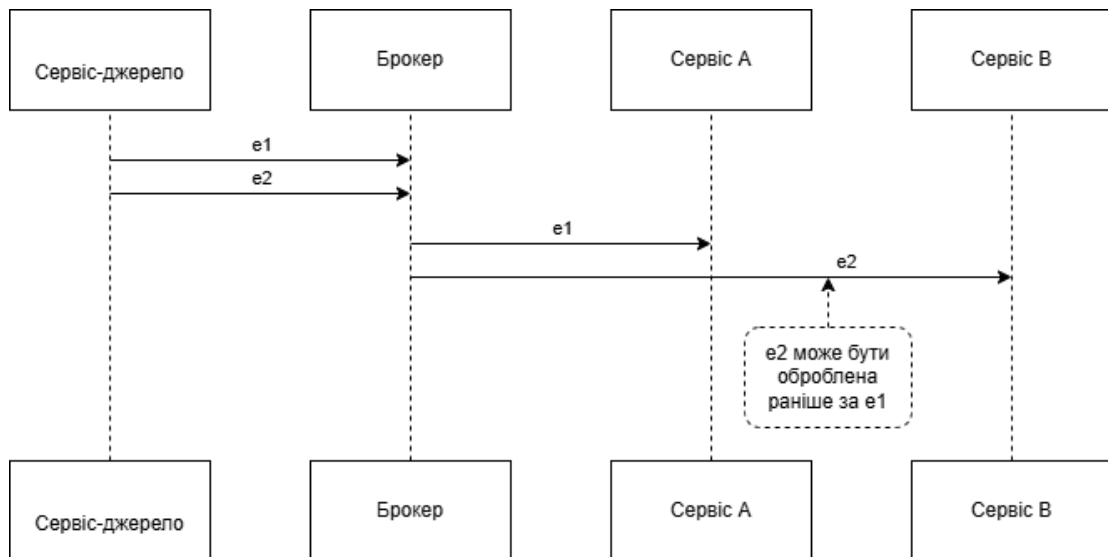 Сервіс-джерело
Брокер
Сервіс A
Сервіс B
e1
e2
e1
e2
e2 може бути
оброблена
раніше за e1
Сервіс-джерело
Брокер
Сервіс A
Сервіс B